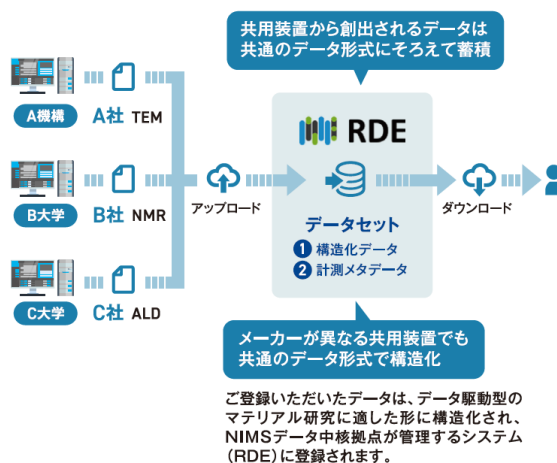 共用装置から創出されるデータは
共通のデータ形式にそろえて蓄積
A機構
A社 TEM
B大学
B社 NMR
C大学
C社 ALD
アップロード
RDE
データセット
1 構造化データ
2 計測メタデータ
ダウンロード
メーカーが異なる共用装置でも
共通のデータ形式で構造化
ご登録いただいたデータは、データ駆動型の
マテリアル研究に適した形に構造化され、
NIMSデータ中核拠点が管理するシステム
（RDE）に登録されます。